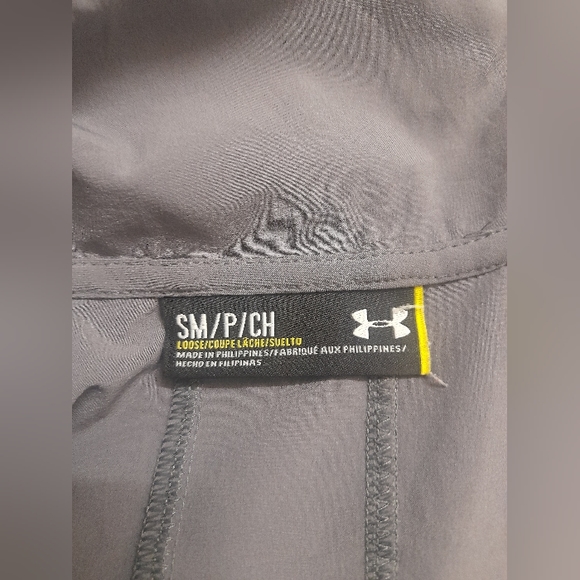 SM/P/CH
LOOSE/COUPE LÂCHE/SUELTO
MADE IN PHILIPPINES/FABRIQUÉ AUX PHILIPPINES/
HECHO EN FILIPINAS